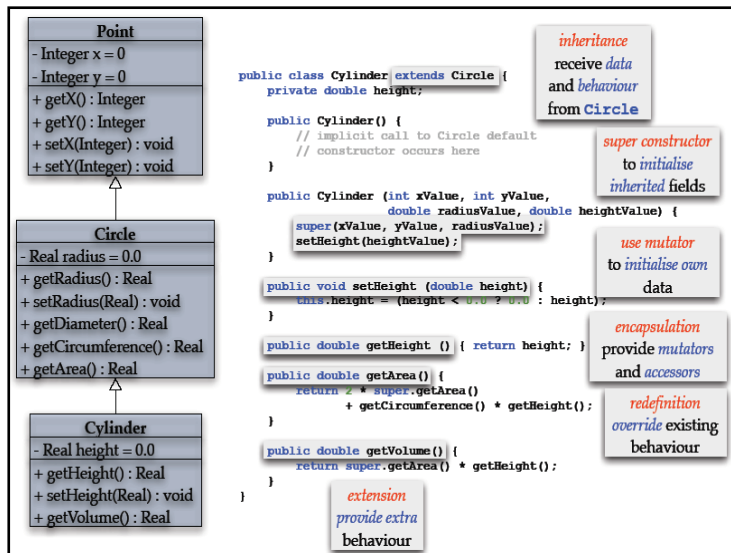 Point
- Integer x = 0
- Integer y = 0
+ getX() : Integer
+ getY() : Integer
+ setX(Integer) : void
+ setY(Integer) : void
Circle
- Real radius = 0.0
+ getRadius() : Real
+ setRadius(Real) : void
+ getDiameter() : Real
+ getCircumference() : Real
+ getArea() : Real
Cylinder
- Real height = 0.0
+ getHeight() : Real
+ setHeight(Real) : void
+ getVolume() : Real
public class Cylinder extends Circle {
private double height;
public Cylinder() {
// implicit call to Circle default
// constructor occurs here
}
public Cylinder (int xValue, int yValue,
double radiusValue, double heightValue) {
super(xValue, yValue, radiusValue);
setHeight(heightValue);
}
public void setHeight (double height) {
this.height = (height < 0.0 ? 0.0 : height);
}
public double getHeight () { return height; }
public double getArea() {
return 2 * super.getArea()
+ getCircumference() * getHeight();
}
public double getVolume() {
return super.getArea() * getHeight();
}
}
inheritance
receive data
and behaviour
from Circle
super constructor
to initialise
inherited fields
use mutator
to initialise own
data
encapsulation
provide mutators
and accessors
redefinition
override existing
behaviour
extension
provide extra
behaviour